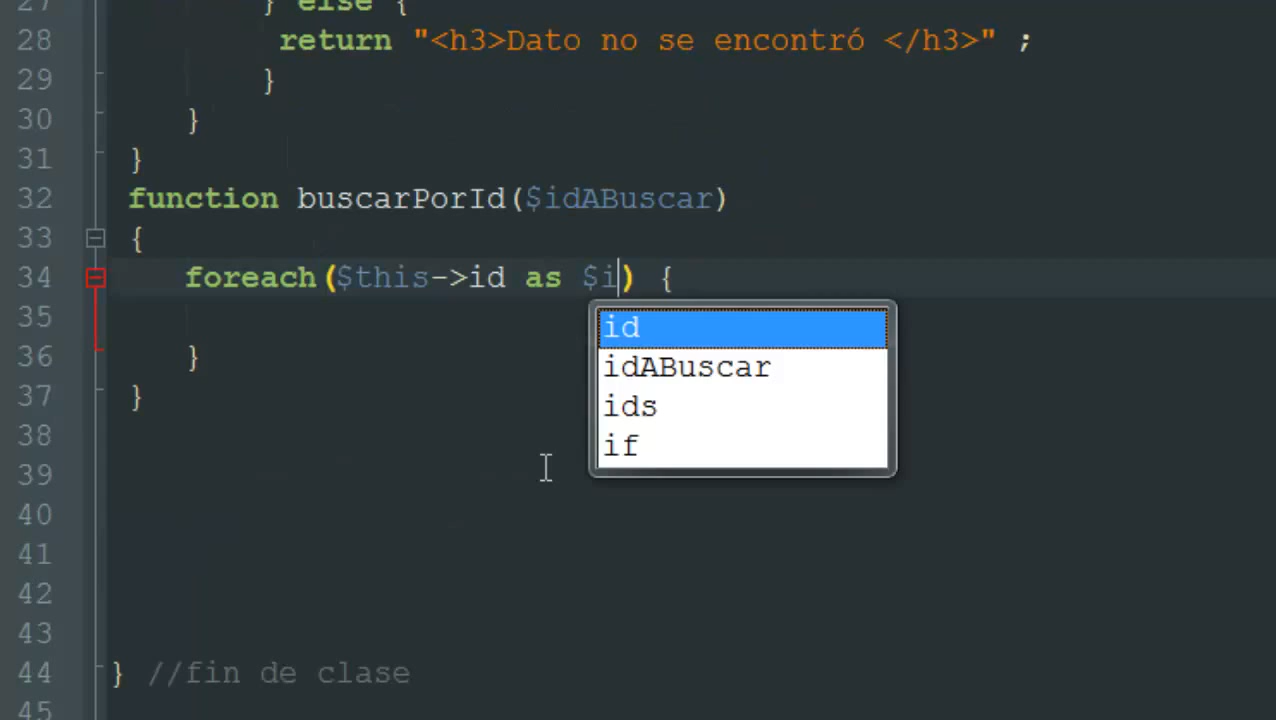 27 } else {
28 return "<h3>Dato no se encontró </h3>" ;
29 }
30 }
31 }
32 function buscarPorId($idABuscar)
33 {
34 foreach($this->id as $i) {
35
36 }
37 }
38
39
40
41
42
43
44 } //fin de clase
45
id
idABuscar
ids
if